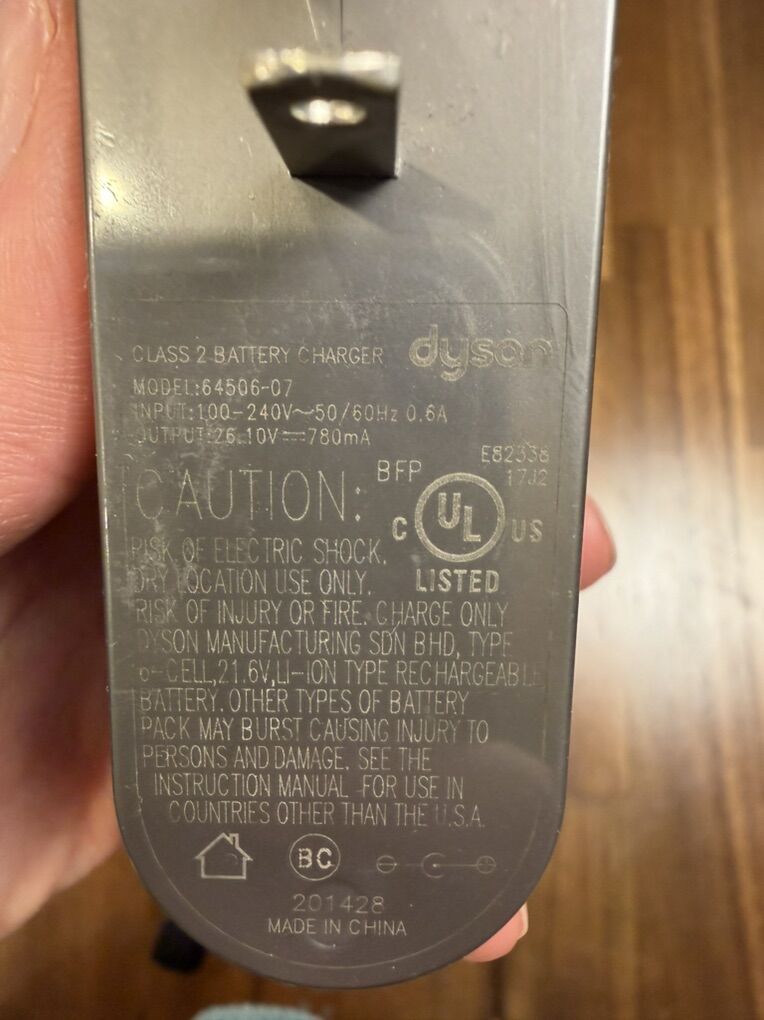 CLASS 2 BATTERY CHARGER dyson
MODEL:64506-07
INPUT:100-240V~50/60Hz 0.6A
OUTPUT:26.10V⎓780mA
E82338
BFP 17J2
CAUTION:
C UL US
LISTED
RISK OF ELECTRIC SHOCK.
DRY LOCATION USE ONLY.
RISK OF INJURY OR FIRE. CHARGE ONLY
DYSON MANUFACTURING SDN BHD, TYPE
6-CELL,21.6V,LI-ION TYPE RECHARGEABLE
BATTERY. OTHER TYPES OF BATTERY
PACK MAY BURST CAUSING INJURY TO
PERSONS AND DAMAGE. SEE THE
INSTRUCTION MANUAL FOR USE IN
COUNTRIES OTHER THAN THE U.S.A.
BC
201428
MADE IN CHINA